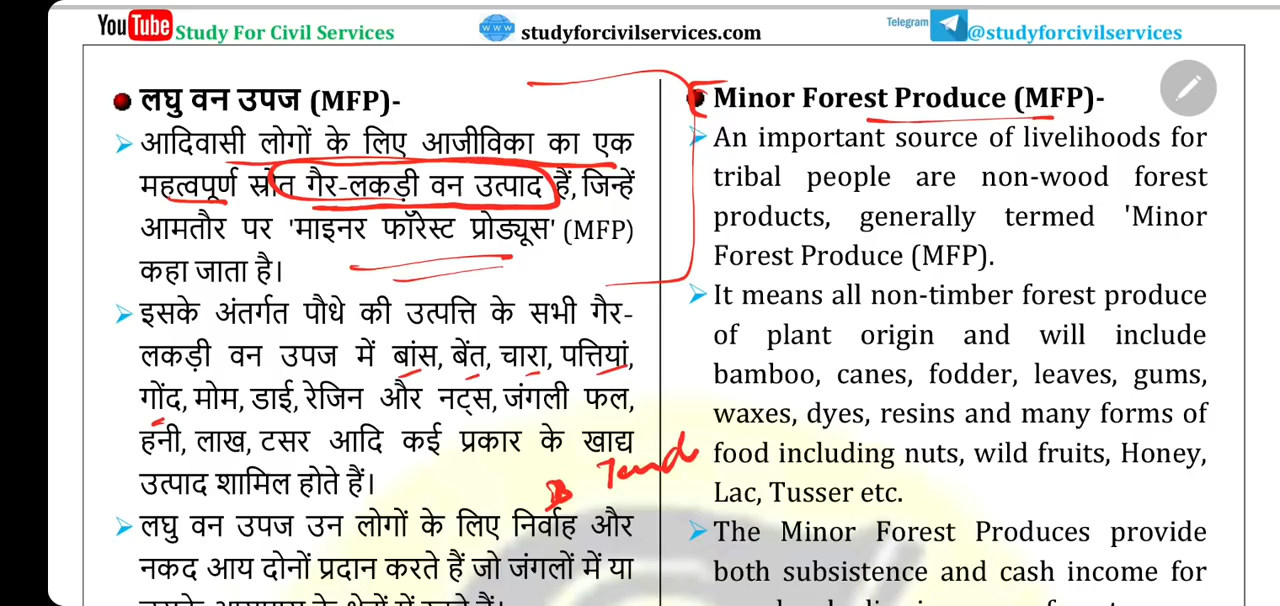 YouTube Study For Civil Services
WWW studyforcivilservices.com
Telegram @studyforcivilservices
लघु वन उपज (MFP)-
आदिवासी लोगों के लिए आजीविका का एक
महत्वपूर्ण स्रोत गैर-लकड़ी वन उत्पाद हैं, जिन्हें
आमतौर पर 'माइनर फॉरेस्ट प्रोड्यूस' (MFP)
कहा जाता है।
इसके अंतर्गत पौधे की उत्पत्ति के सभी गैर-
लकड़ी वन उपज में बांस, बेंत, चारा, पत्तियां,
गोंद, मोम, डाई, रेजिन और नट्स, जंगली फल,
हनी, लाख, टसर आदि कई प्रकार के खाद्य
उत्पाद शामिल होते हैं।
Tend
लघु वन उपज उन लोगों के लिए निर्वाह और
नकद आय दोनों प्रदान करते हैं जो जंगलों में या
Minor Forest Produce (MFP)-
An important source of livelihoods for
tribal people are non-wood forest
products, generally termed 'Minor
Forest Produce (MFP).
It means all non-timber forest produce
of plant origin and will include
bamboo, canes, fodder, leaves, gums,
waxes, dyes, resins and many forms of
food including nuts, wild fruits, Honey,
Lac, Tusser etc.
The Minor Forest Produces provide
both subsistence and cash income for